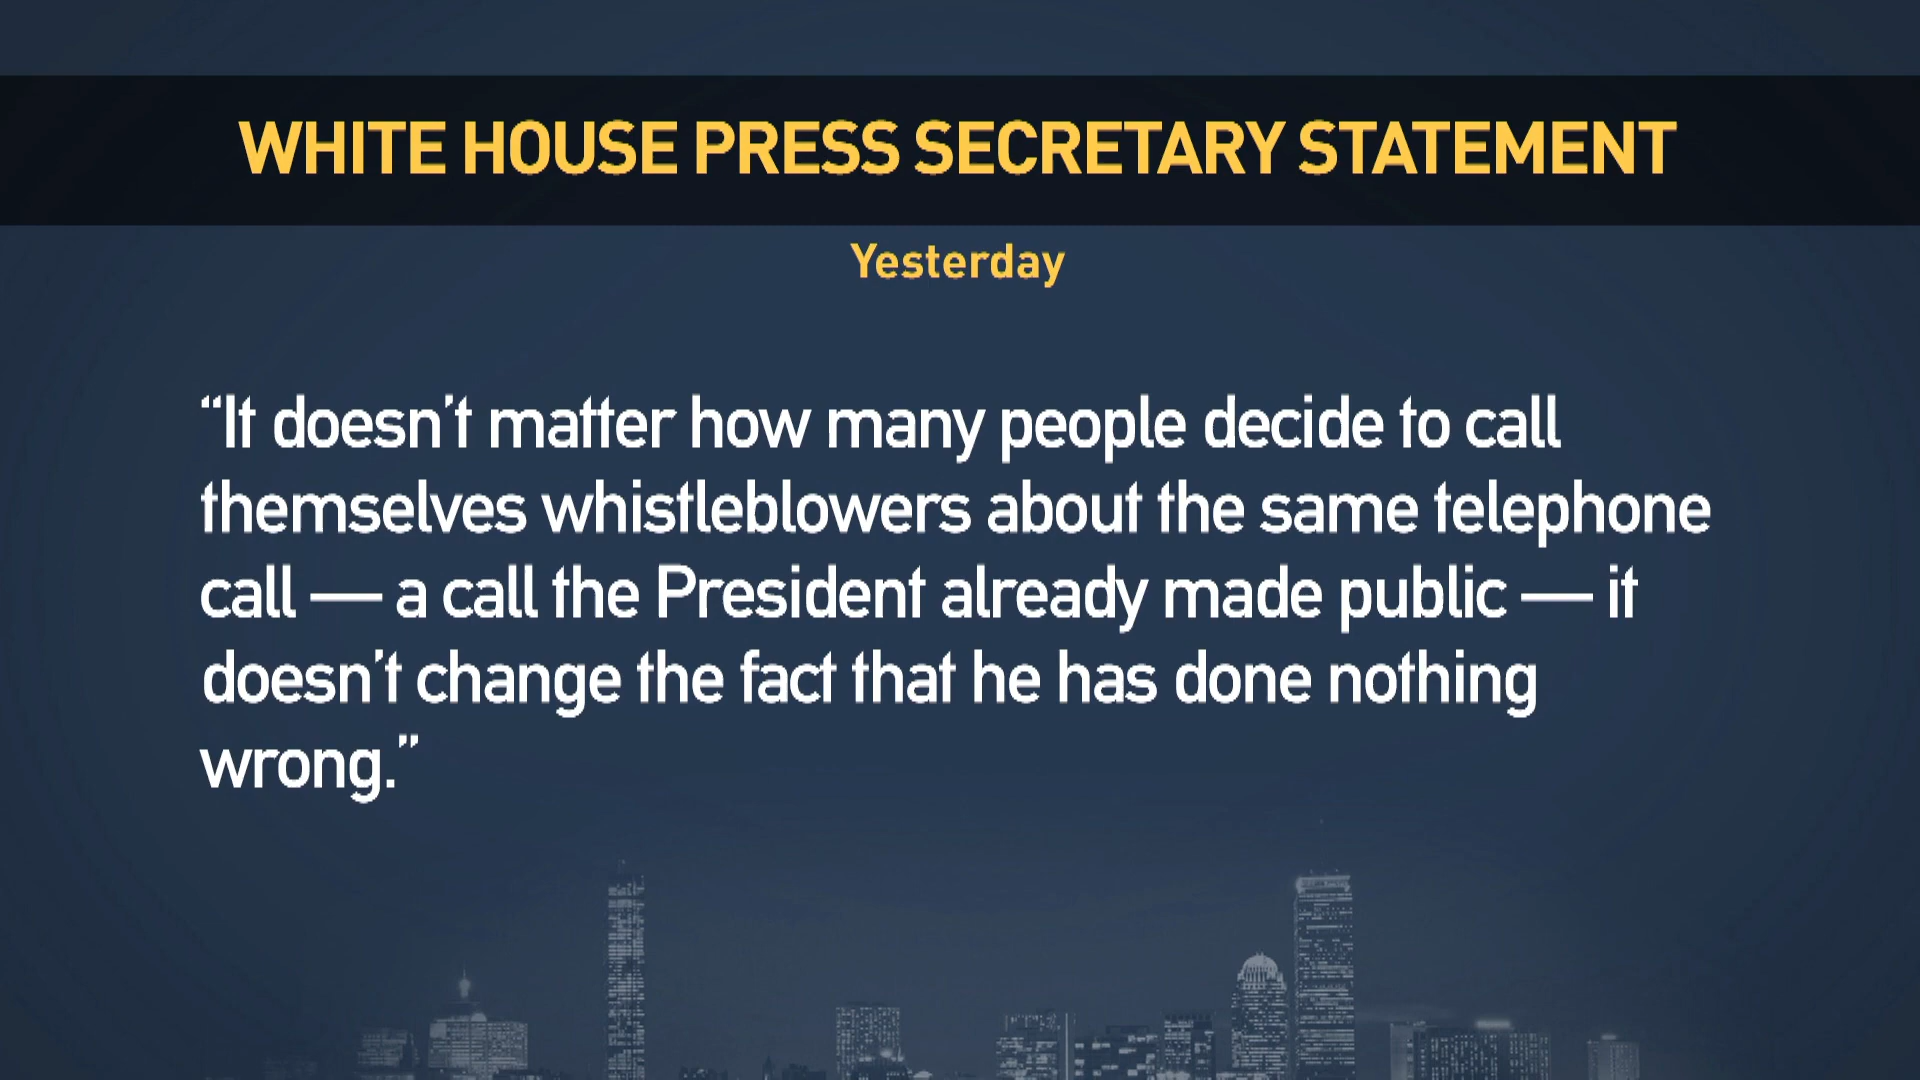 WHITE HOUSE PRESS SECRETARY STATEMENT
Yesterday
“It doesn’t matter how many people decide to call
themselves whistleblowers about the same telephone
call — a call the President already made public — it
doesn’t change the fact that he has done nothing
wrong.”